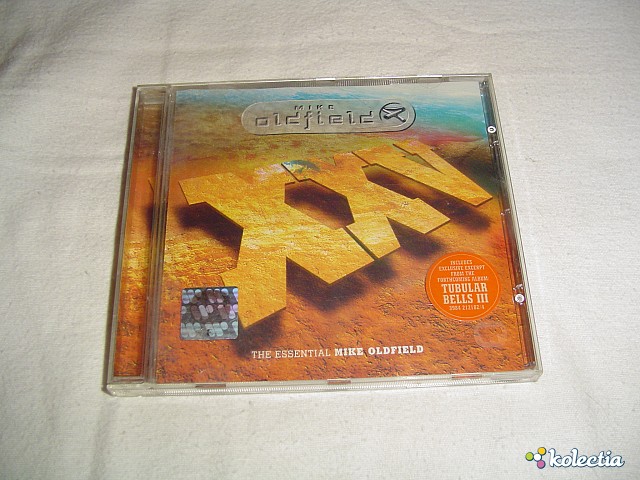 MIKE
oldfield
XXV
INCLUDES
EXCLUSIVE EXCERPT
FROM THE
FORTHCOMING ALBUM
TUBULAR
BELLS III
THE ESSENTIAL MIKE OLDFIELD
kolectia